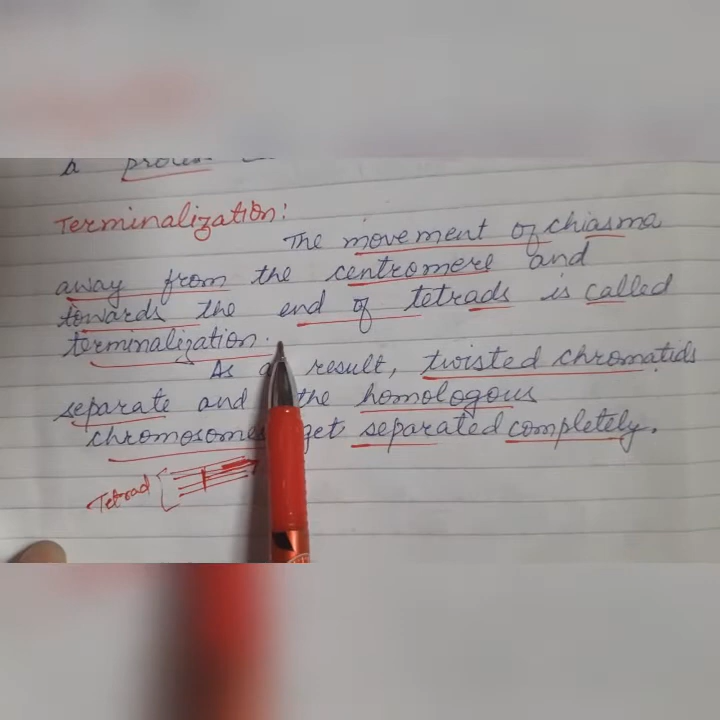 a process
Terminalization:
The movement of chiasma
away from the centromere and
towards the end of tetrads is called
terminalization.
As a result, twisted chromatids
separate and the homologous
chromosomes get separated completely.
Tetrad